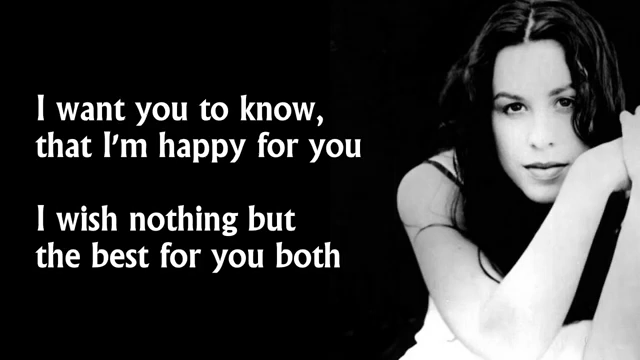 I want you to know,
that I'm happy for you
I wish nothing but
the best for you both